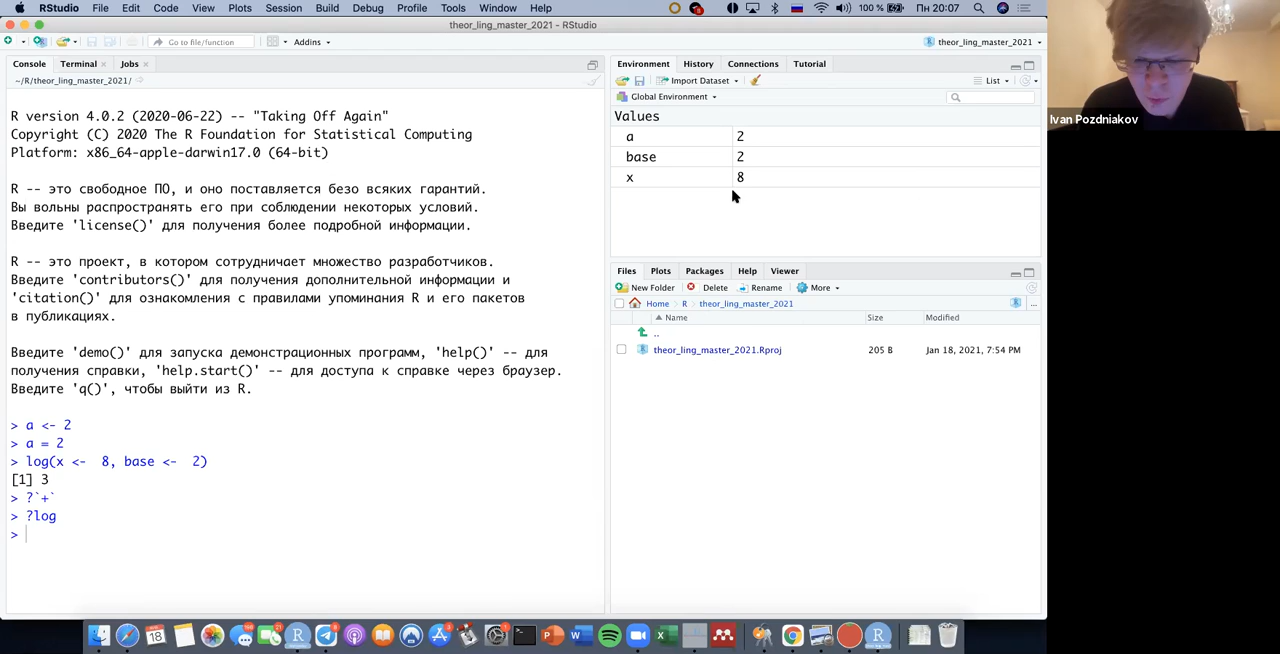 RStudio File Edit Code View Plots Session Build Debug Profile Tools Window Help 100 % Пн 20:07
theor_ling_master_2021 - RStudio
Go to file/function Addins theor_ling_master_2021
Console Terminal Jobs
~/R/theor_ling_master_2021/
R version 4.0.2 (2020-06-22) -- "Taking Off Again"
Copyright (C) 2020 The R Foundation for Statistical Computing
Platform: x86_64-apple-darwin17.0 (64-bit)
R -- это свободное ПО, и оно поставляется безо всяких гарантий.
Вы вольны распространять его при соблюдении некоторых условий.
Введите 'license()' для получения более подробной информации.
R -- это проект, в котором сотрудничает множество разработчиков.
Введите 'contributors()' для получения дополнительной информации и
'citation()' для ознакомления с правилами упоминания R и его пакетов
в публикациях.
Введите 'demo()' для запуска демонстрационных программ, 'help()' -- для
получения справки, 'help.start()' -- для доступа к справке через браузер.
Введите 'q()', чтобы выйти из R.
> a <- 2
> a = 2
> log(x <-  8, base <-  2)
[1] 3
> ?`+`
> ?log
>
Environment History Connections Tutorial
Import Dataset List
Global Environment
Values
a 2
base 2
x 8
Files Plots Packages Help Viewer
New Folder Delete Rename More
Home R theor_ling_master_2021 ...
Name Size Modified
..
theor_ling_master_2021.Rproj 205 B Jan 18, 2021, 7:54 PM
Ivan Pozdniakov
18